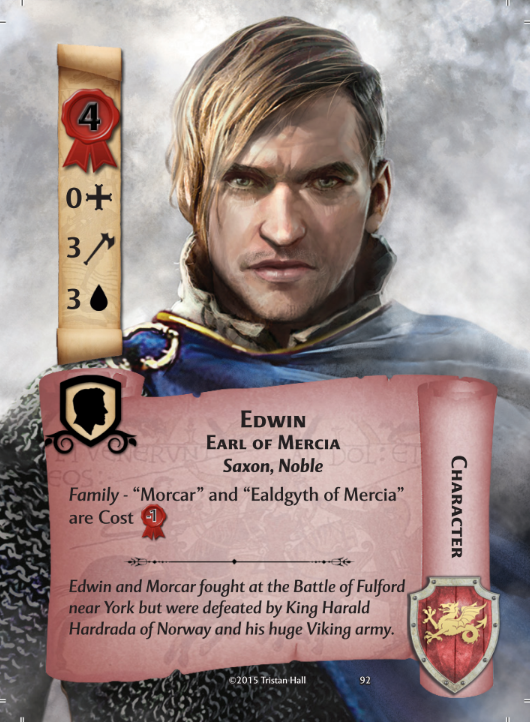 4
0
3
3
Edwin
Earl of Mercia
Saxon, Noble
Family - “Morcar” and “Ealdgyth of Mercia”
are Cost -1
Character
Edwin and Morcar fought at the Battle of Fulford
near York but were defeated by King Harald
Hardrada of Norway and his huge Viking army.
©2015 Tristan Hall
92